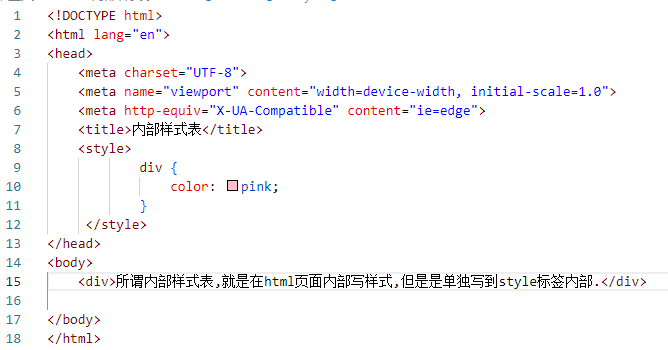 1 <!DOCTYPE html>
2 <html lang="en">
3 <head>
4 <meta charset="UTF-8">
5 <meta name="viewport" content="width=device-width, initial-scale=1.0">
6 <meta http-equiv="X-UA-Compatible" content="ie=edge">
7 <title>内部样式表</title>
8 <style>
9 div {
10 color: pink;
11 }
12 </style>
13 </head>
14 <body>
15 <div>所谓内部样式表,就是在html页面内部写样式,但是是单独写到style标签内部.</div>
16
17 </body>
18 </html>